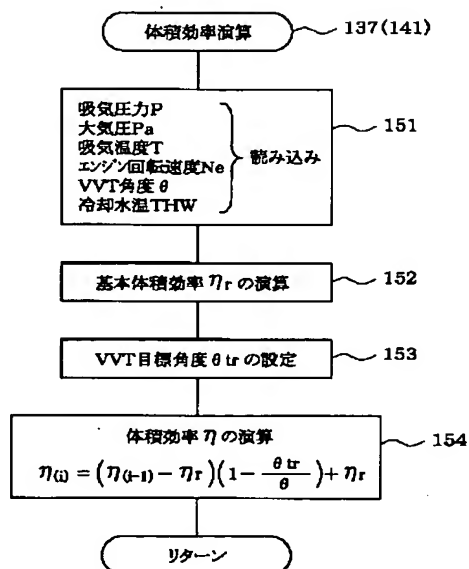 体積効率演算
137(141)
吸気圧力P
大気圧Pa
吸気温度T
エンジン回転速度Ne
VVT角度θ
冷却水温THW
読み込み
151
基本体積効率ηrの演算
152
VVT目標角度θtrの設定
153
体積効率ηの演算
η(i) = (η(i-1) − ηr)(1 − θtr/θ) + ηr
154
リターン